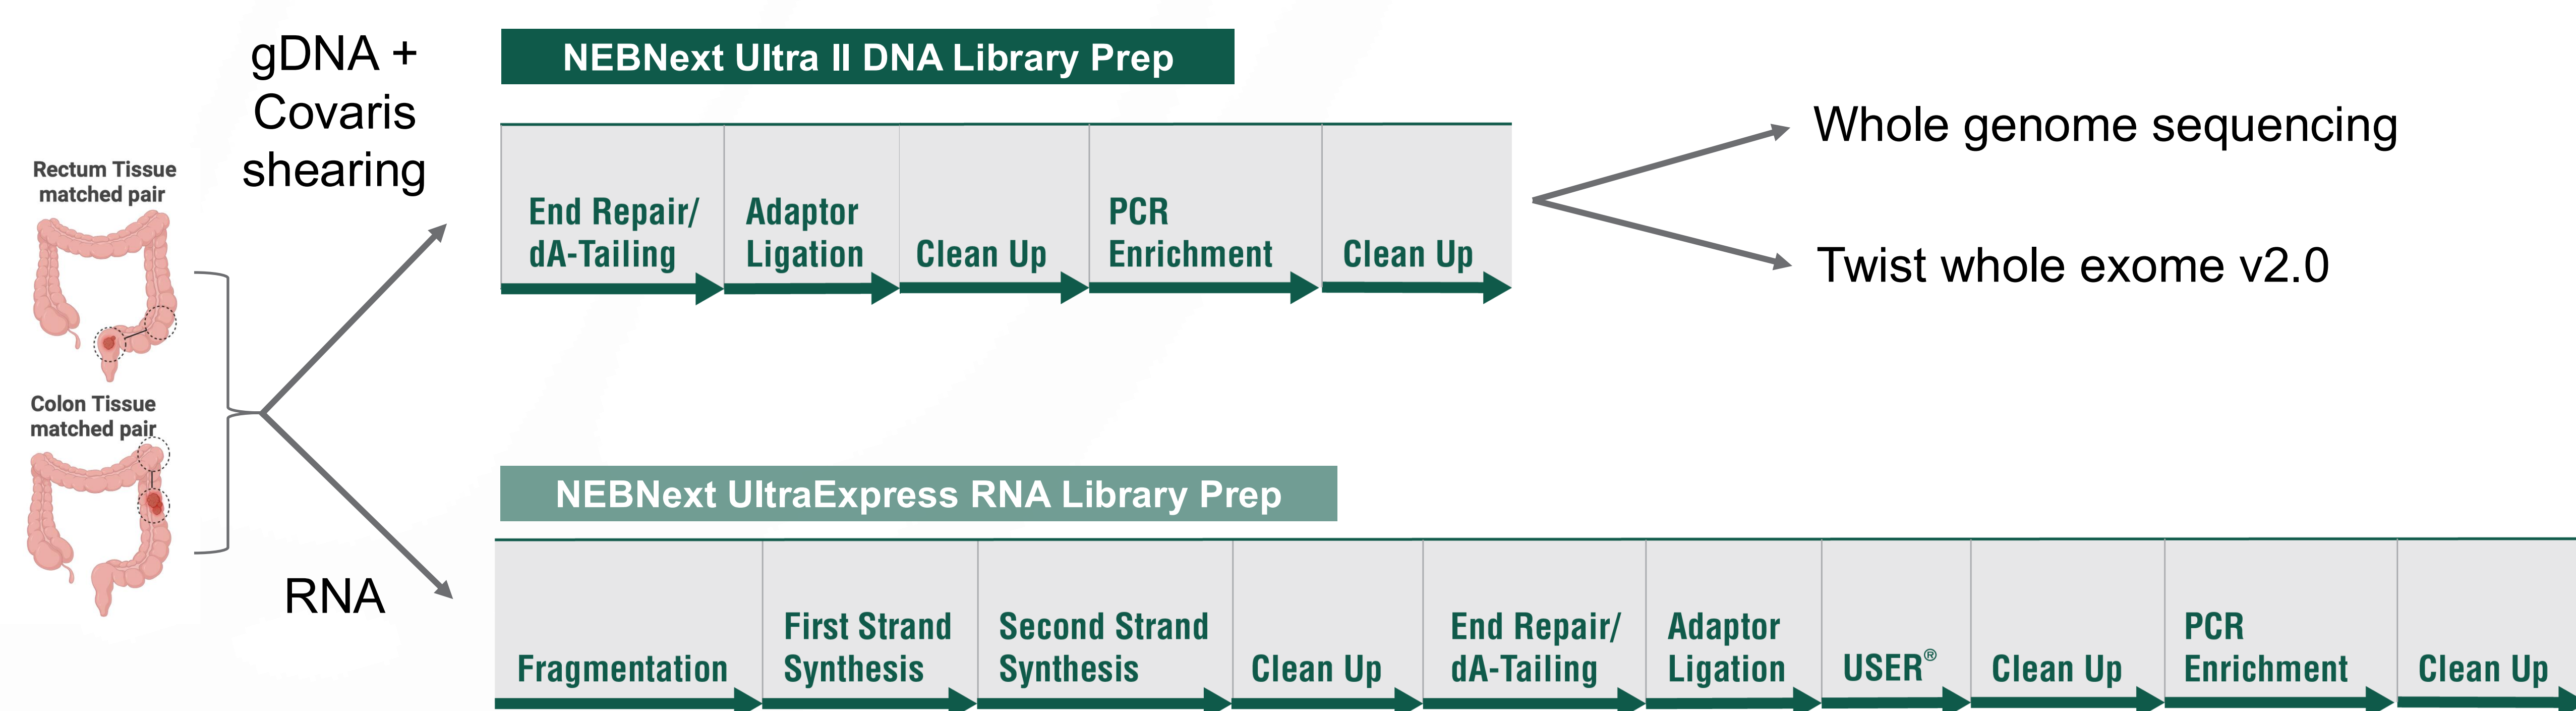 gDNA +
Covaris
shearing
Rectum Tissue
matched pair
Colon Tissue
matched pair
RNA
NEBNext Ultra II DNA Library Prep
End Repair/
dA-Tailing
Adaptor
Ligation
Clean Up
PCR
Enrichment
Clean Up
Whole genome sequencing
Twist whole exome v2.0
NEBNext UltraExpress RNA Library Prep
Fragmentation
First Strand
Synthesis
Second Strand
Synthesis
Clean Up
End Repair/
dA-Tailing
Adaptor
Ligation
USER®
Clean Up
PCR
Enrichment
Clean Up